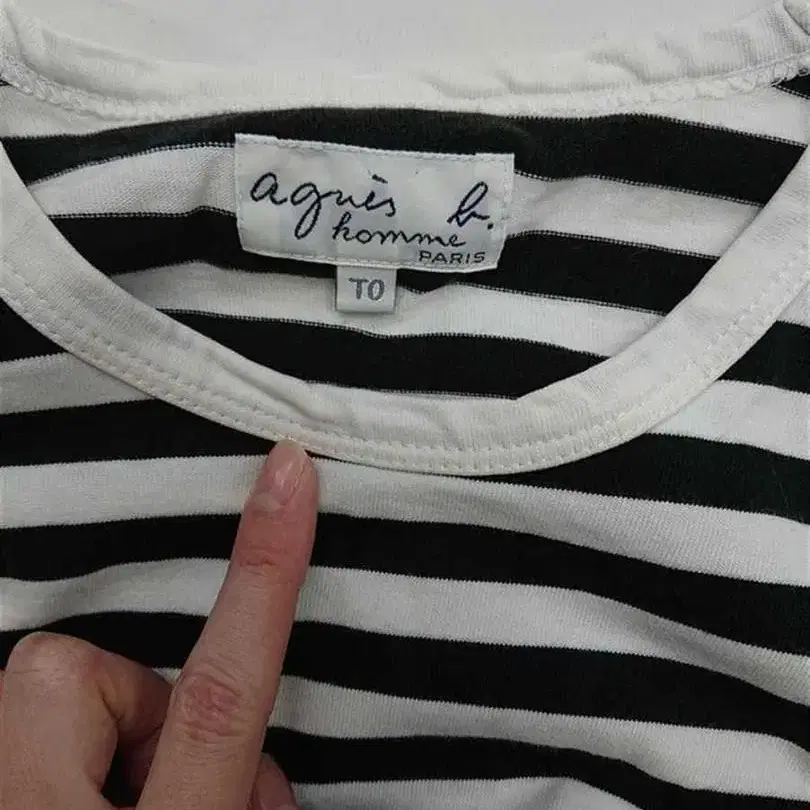 agnès b.
homme
PARIS
T0